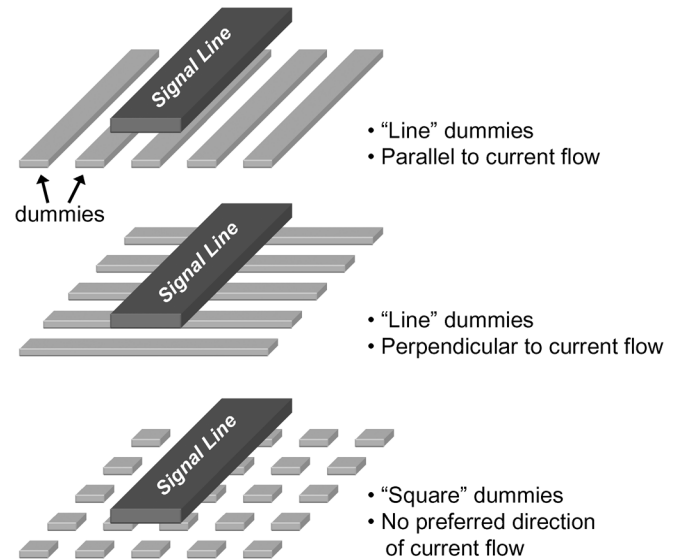 Signal Line
• “Line” dummies
• Parallel to current flow
dummies
Signal Line
• “Line” dummies
• Perpendicular to current flow
Signal Line
• “Square” dummies
• No preferred direction
of current flow